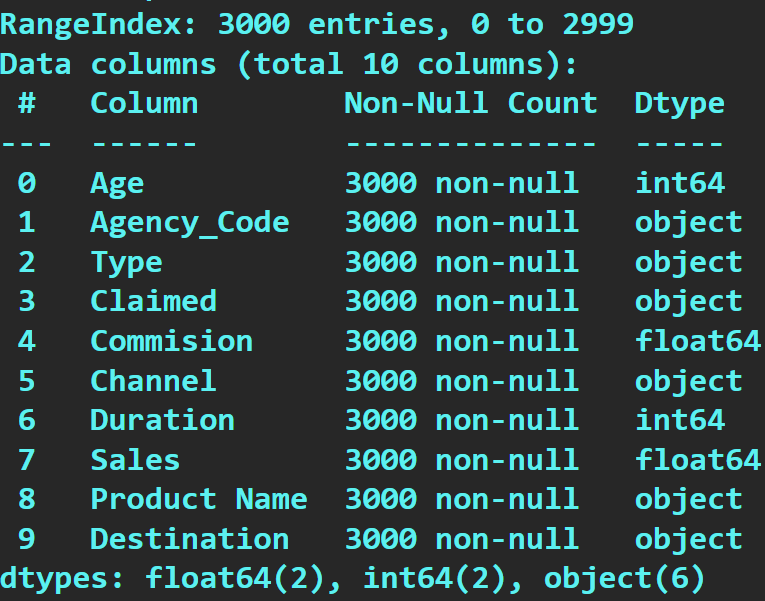 RangeIndex: 3000 entries, 0 to 2999
Data columns (total 10 columns):
 #   Column        Non-Null Count  Dtype
---  ------        --------------  -----
 0   Age           3000 non-null   int64
 1   Agency_Code   3000 non-null   object
 2   Type          3000 non-null   object
 3   Claimed       3000 non-null   object
 4   Commision     3000 non-null   float64
 5   Channel       3000 non-null   object
 6   Duration      3000 non-null   int64
 7   Sales         3000 non-null   float64
 8   Product Name  3000 non-null   object
 9   Destination   3000 non-null   object
dtypes: float64(2), int64(2), object(6)